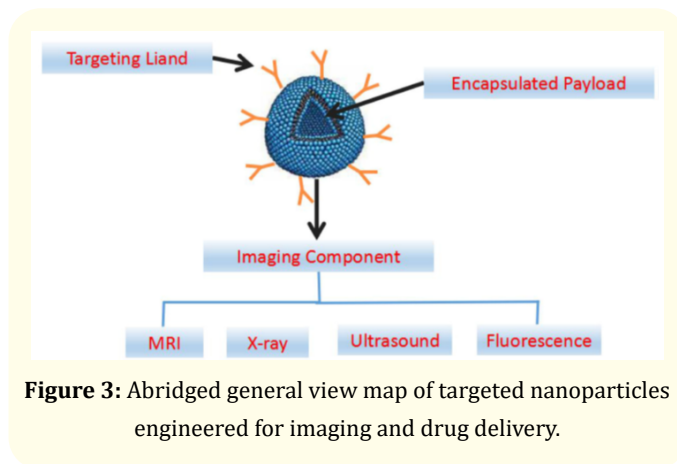 Targeting Liand
Encapsulated Payload
Imaging Component
MRI
X-ray
Ultrasound
Fluorescence
Figure 3: Abridged general view map of targeted nanoparticles
engineered for imaging and drug delivery.